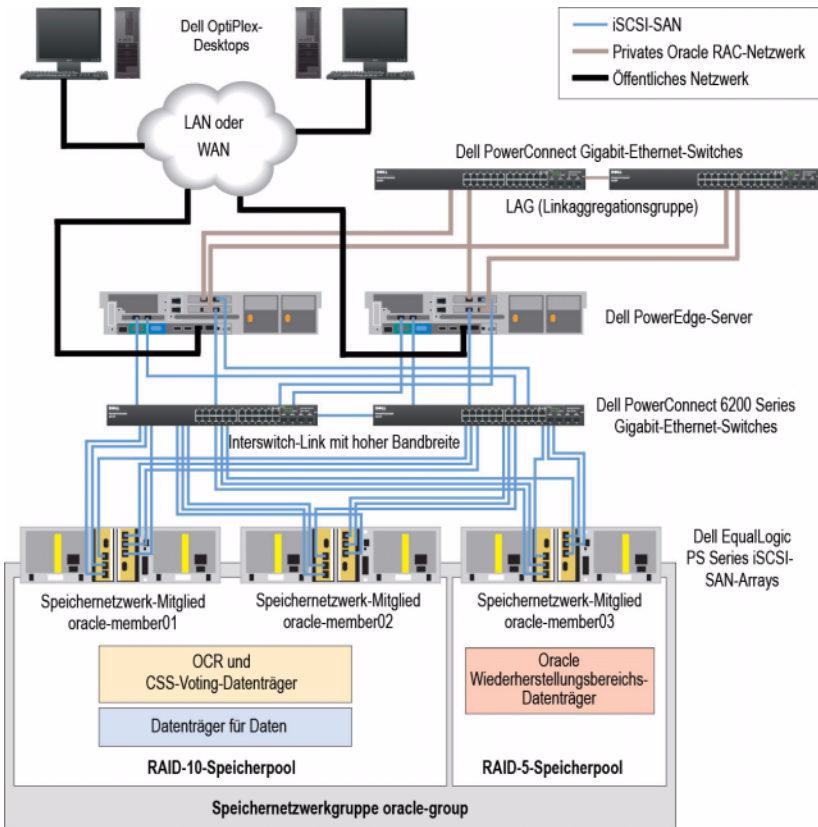 Dell OptiPlex-
Desktops
iSCSI-SAN
Privates Oracle RAC-Netzwerk
Öffentliches Netzwerk
LAN oder
WAN
Dell PowerConnect Gigabit-Ethernet-Switches
LAG (Linkaggregationsgruppe)
Dell PowerEdge-Server
Dell PowerConnect 6200 Series
Gigabit-Ethernet-Switches
Interswitch-Link mit hoher Bandbreite
Dell EqualLogic
PS Series iSCSI-
SAN-Arrays
Speichernetzwerk-Mitglied
oracle-member01
Speichernetzwerk-Mitglied
oracle-member02
Speichernetzwerk-Mitglied
oracle-member03
OCR und
CSS-Voting-Datenträger
Datenträger für Daten
Oracle
Wiederherstellungsbereichs-
Datenträger
RAID-10-Speicherpool
RAID-5-Speicherpool
Speichernetzwerkgruppe oracle-group